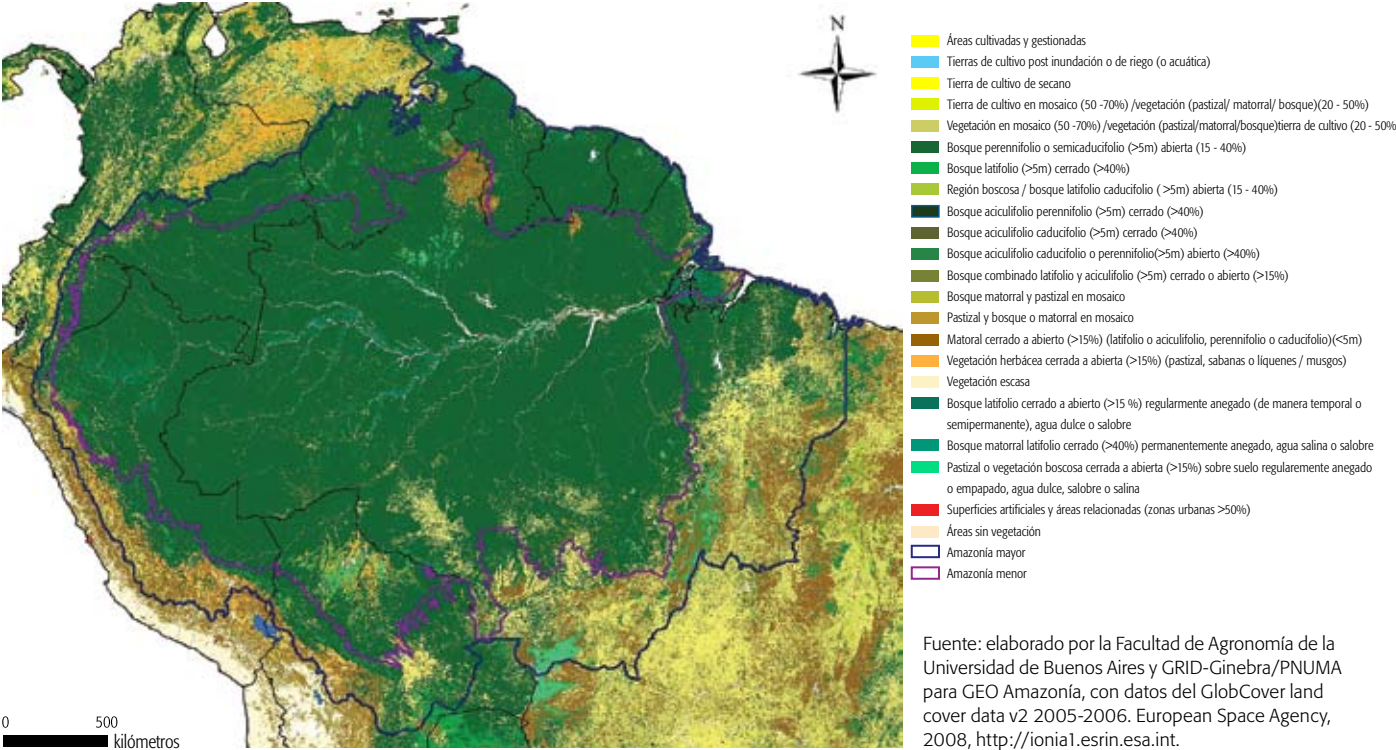 N
Áreas cultivadas y gestionadas
Tierras de cultivo post inundación o de riego (o acuática)
Tierra de cultivo de secano
Tierra de cultivo en mosaico (50 -70%) /vegetación (pastizal/ matorral/ bosque)(20 - 50%)
Vegetación en mosaico (50 -70%) /vegetación (pastizal/matorral/bosque)tierra de cultivo (20 - 50%
Bosque perennifolio o semicaducifolio (>5m) abierta (15 - 40%)
Bosque latifolio (>5m) cerrado (>40%)
Región boscosa / bosque latifolio caducifolio ( >5m) abierta (15 - 40%)
Bosque aciculifolio perennifolio (>5m) cerrado (>40%)
Bosque aciculifolio caducifolio (>5m) cerrado (>40%)
Bosque aciculifolio caducifolio o perennifolio(>5m) abierto (>40%)
Bosque combinado latifolio y aciculifolio (>5m) cerrado o abierto (>15%)
Bosque matorral y pastizal en mosaico
Pastizal y bosque o matorral en mosaico
Matoral cerrado a abierto (>15%) (latifolio o aciculifolio, perennifolio o caducifolio)(<5m)
Vegetación herbácea cerrada a abierta (>15%) (pastizal, sabanas o líquenes / musgos)
Vegetación escasa
Bosque latifolio cerrado a abierto (>15 %) regularmente anegado (de manera temporal o
semipermanente), agua dulce o salobre
Bosque matorral latifolio cerrado (>40%) permanentemente anegado, agua salina o salobre
Pastizal o vegetación boscosa cerrada a abierta (>15%) sobre suelo regularemente anegado
o empapado, agua dulce, salobre o salina
Superficies artificiales y áreas relacionadas (zonas urbanas >50%)
Áreas sin vegetación
Amazonía mayor
Amazonía menor
Fuente: elaborado por la Facultad de Agronomía de la
Universidad de Buenos Aires y GRID-Ginebra/PNUMA
para GEO Amazonía, con datos del GlobCover land
cover data v2 2005-2006. European Space Agency,
2008, http://ionia1.esrin.esa.int.
0 500
kilómetros